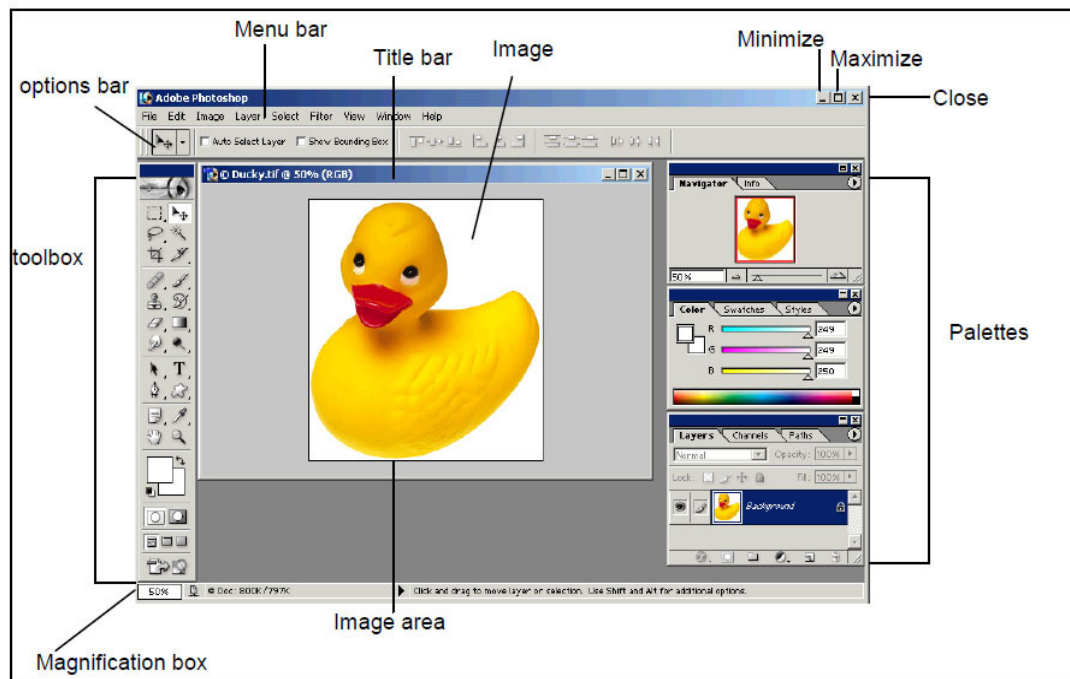 Menu bar
Title bar
Image
Minimize
Maximize
options bar
Close
Adobe Photoshop
File Edit Image Layer Select Filter View Window Help
Auto Select Layer Show Bounding Box
© Ducky.tif @ 50% (RGB)
Navigator Info
50%
toolbox
Color Swatches Styles
R 249
G 249
B 250
Palettes
T
Layers Channels Paths
Normal Opacity: 100%
Lock: Fill: 100%
Background
50% © Doc: 800K/797K Click and drag to move layer or selection. Use Shift and Alt for additional options.
Image area
Magnification box